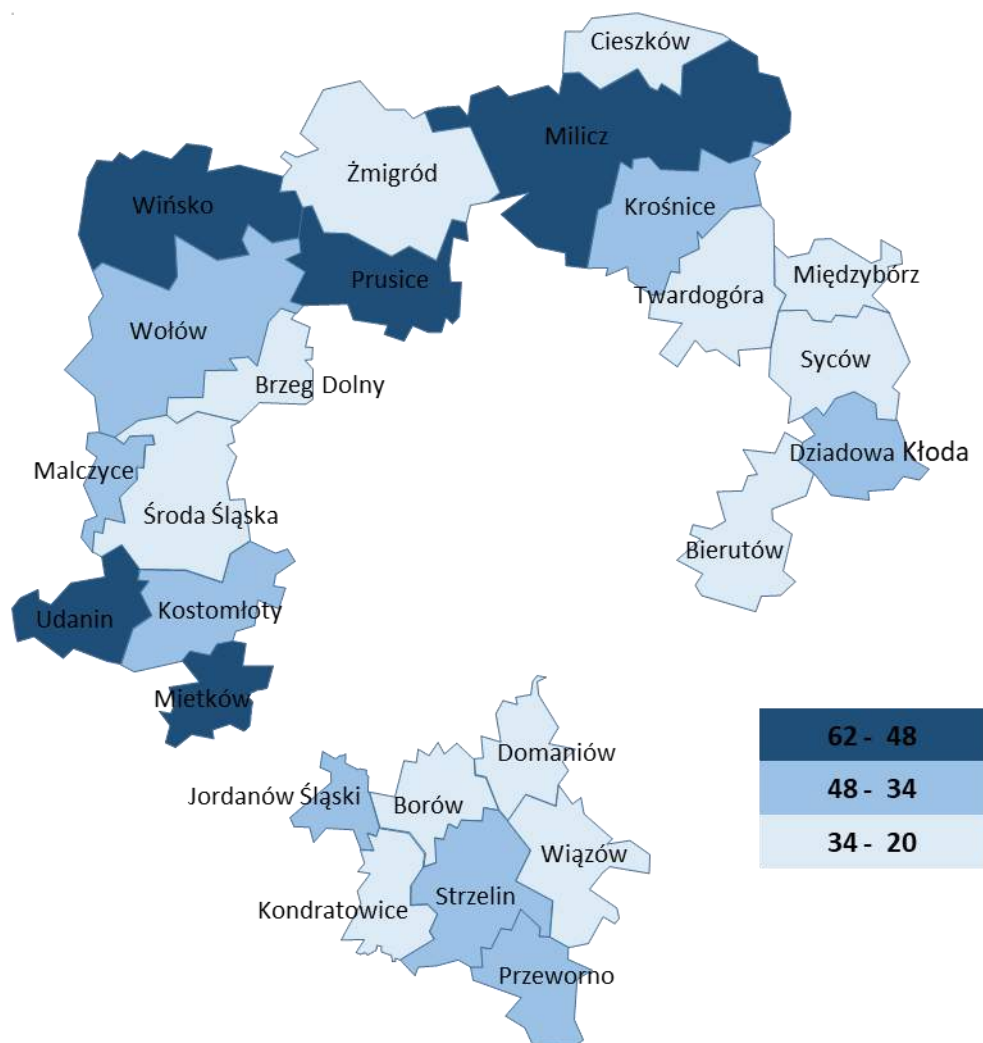 Cieszków
Milicz
Żmigród
Wińsko
Krośnice
Prusice
Międzybórz
Twardogóra
Wołów
Syców
Brzeg Dolny
Dziadowa Kłoda
Malczyce
Środa Śląska
Bierutów
Udanin
Kostomłoty
Mietków
62 - 48
Domaniów
48 - 34
Jordanów Śląski
Borów
34 - 20
Wiązów
Strzelin
Kondratowice
Przeworno